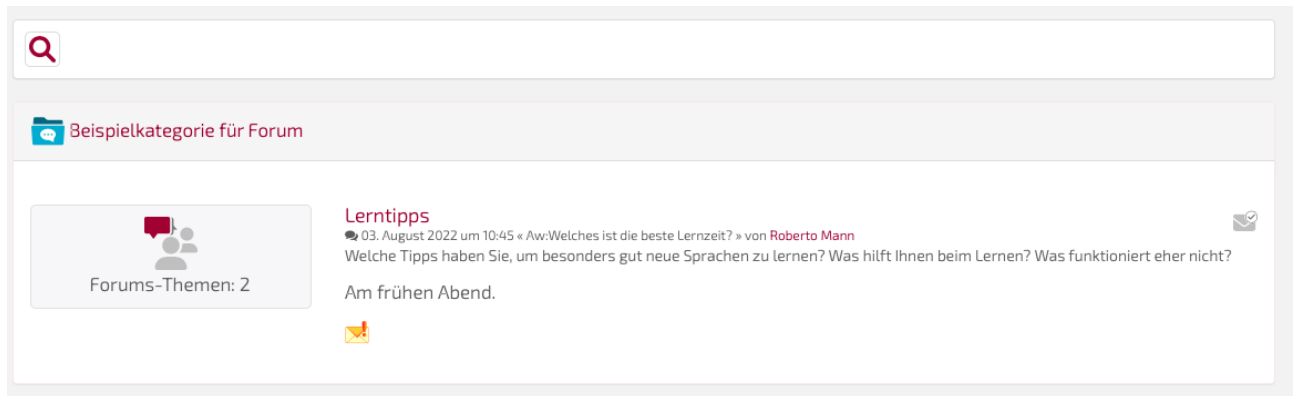 Beispielkategorie für Forum
Lerntipps
03. August 2022 um 10:45 « Aw:Welches ist die beste Lernzeit? » von Roberto Mann
Welche Tipps haben Sie, um besonders gut neue Sprachen zu lernen? Was hilft Ihnen beim Lernen? Was funktioniert eher nicht?
Forums-Themen: 2
Am frühen Abend.